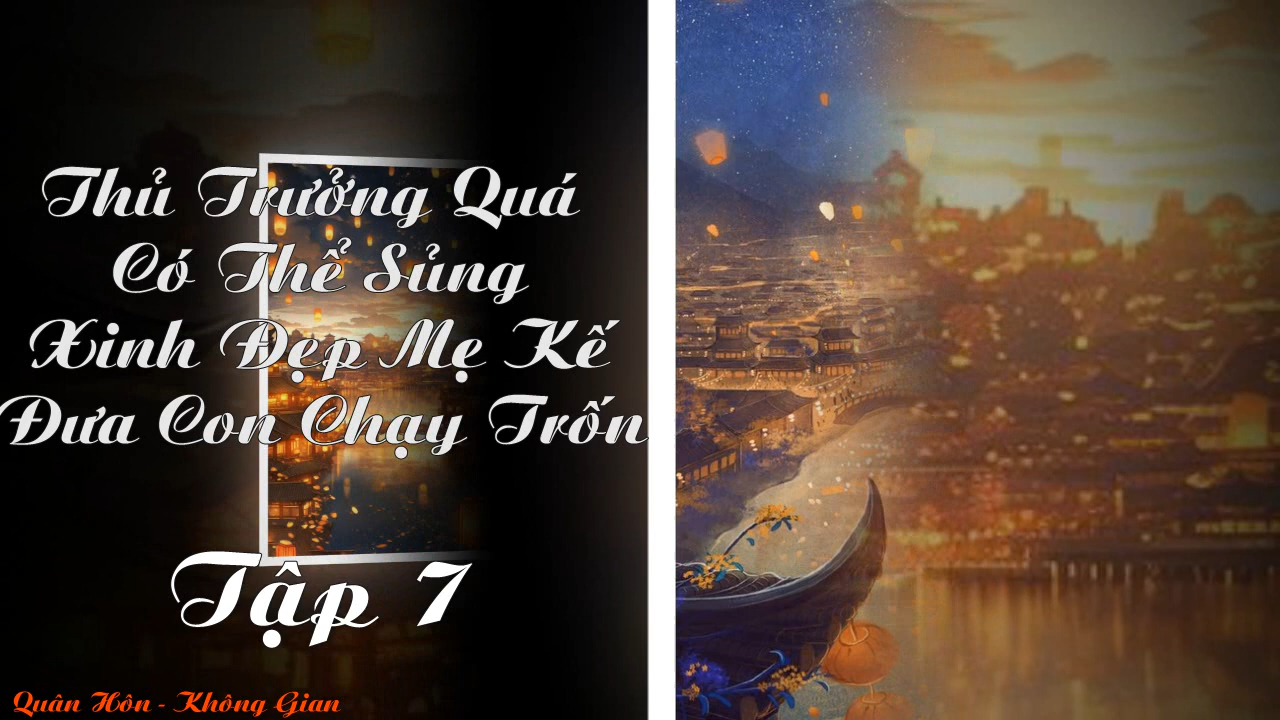 Thủ Trưởng Quá
Có Thể Sủng
Xinh Đẹp Mẹ Kế
Đưa Con Chạy Trốn
Tập 7
Quân Hôn - Không Gian